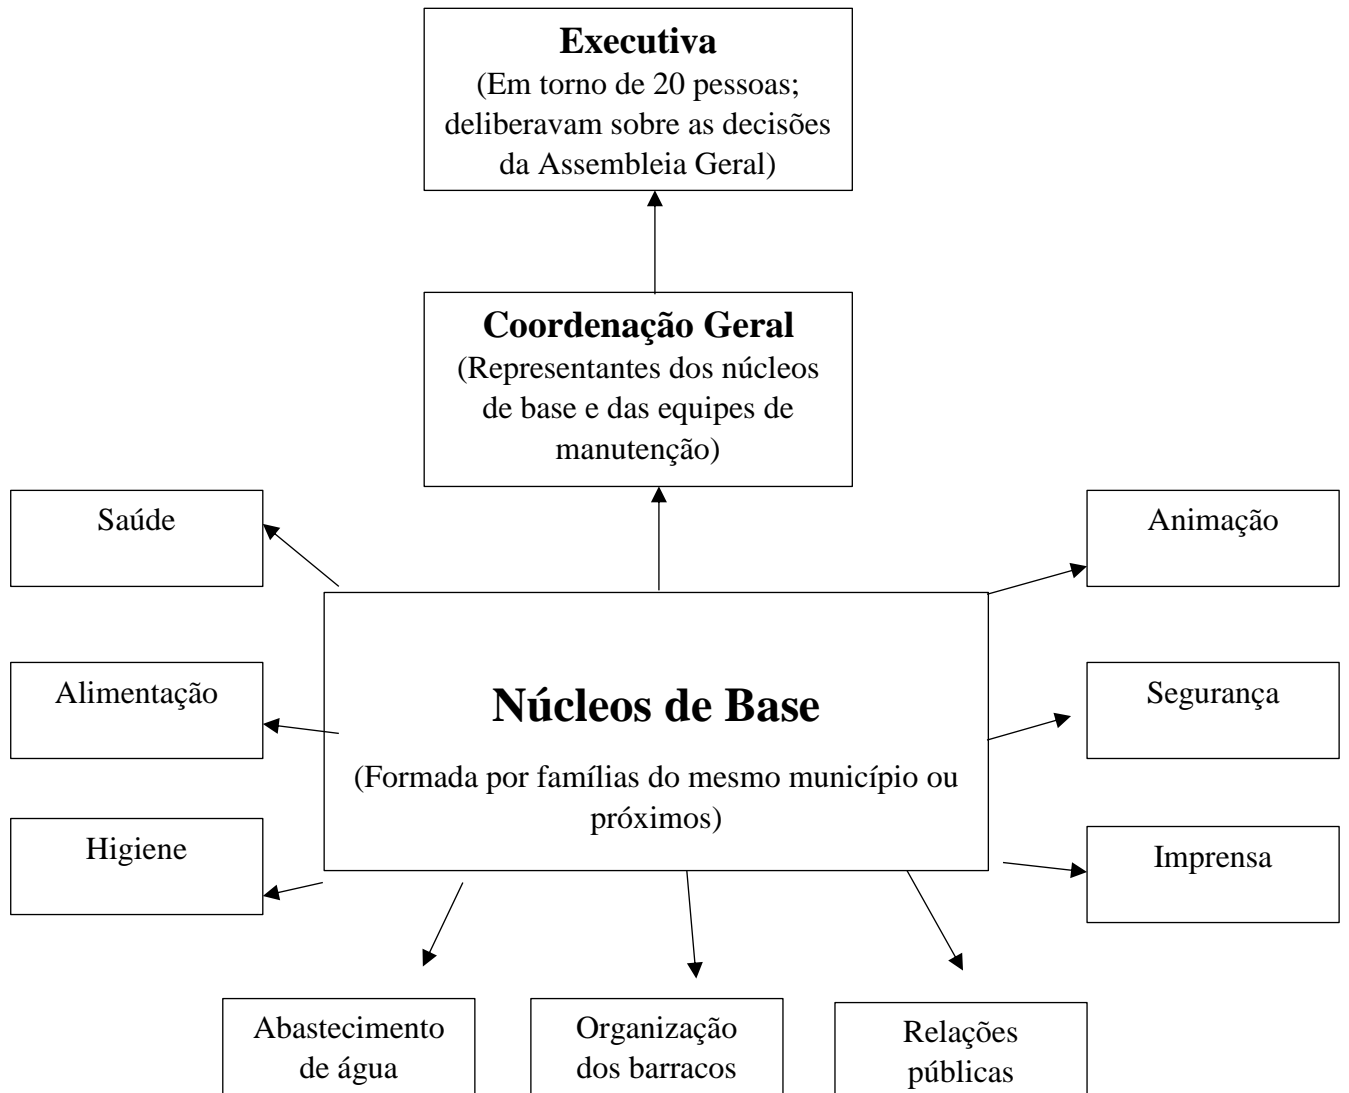 Executiva
(Em torno de 20 pessoas;
deliberavam sobre as decisões
da Assembleia Geral)
Coordenação Geral
(Representantes dos núcleos
de base e das equipes de
manutenção)
Saúde
Animação
Alimentação
Segurança
Núcleos de Base
(Formada por famílias do mesmo município ou
próximos)
Higiene
Imprensa
Abastecimento
de água
Organização
dos barracos
Relações
públicas